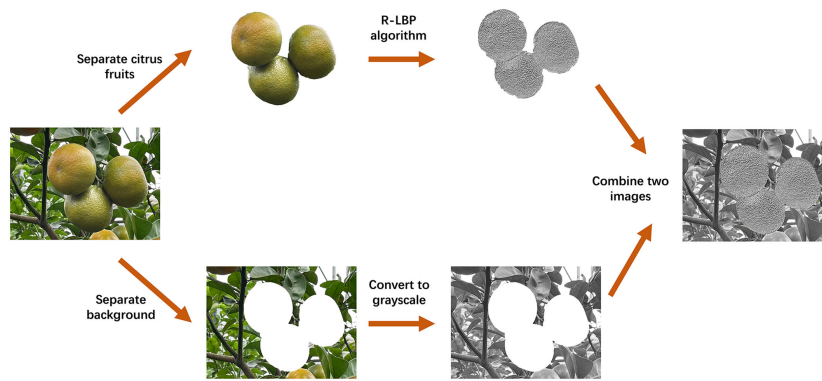 R-LBP
algorithm
Separate citrus
fruits
Combine two
images
Separate
background
Convert to
grayscale